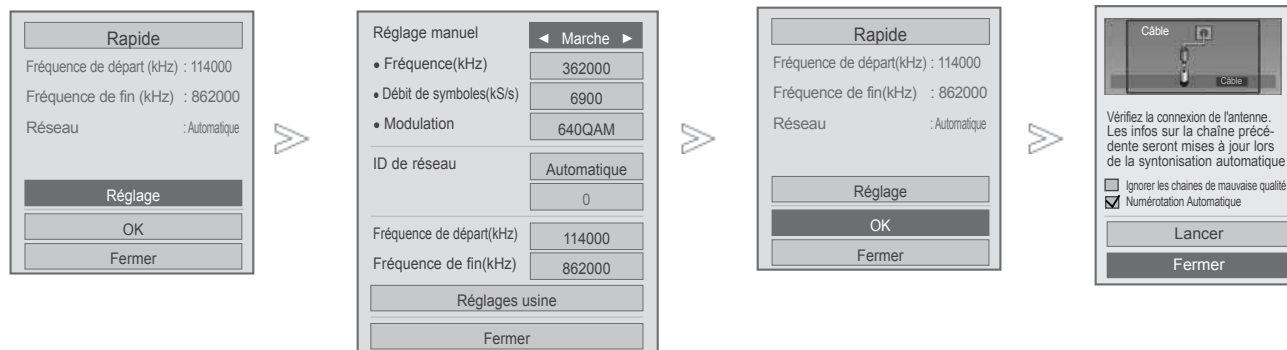 Rapide
Fréquence de départ (kHz) : 114000
Fréquence de fin (kHz) : 862000
Réseau : Automatique
Réglage
OK
Fermer
Réglage manuel ◄ Marche ►
• Fréquence(kHz) 362000
• Débit de symboles(kS/s) 6900
• Modulation 640QAM
ID de réseau Automatique
0
Fréquence de départ(kHz) 114000
Fréquence de fin(kHz) 862000
Réglages usine
Fermer
Rapide
Fréquence de départ(kHz) : 114000
Fréquence de fin(kHz) : 862000
Réseau : Automatique
Réglage
OK
Fermer
Câble
Câble
Vérifiez la connexion de l'antenne.
Les infos sur la chaîne précé-
dente seront mises à jour lors
de la syntonisation automatique
Ignorer les chaines de mauvaise qualité
Numérotation Automatique
Lancer
Fermer